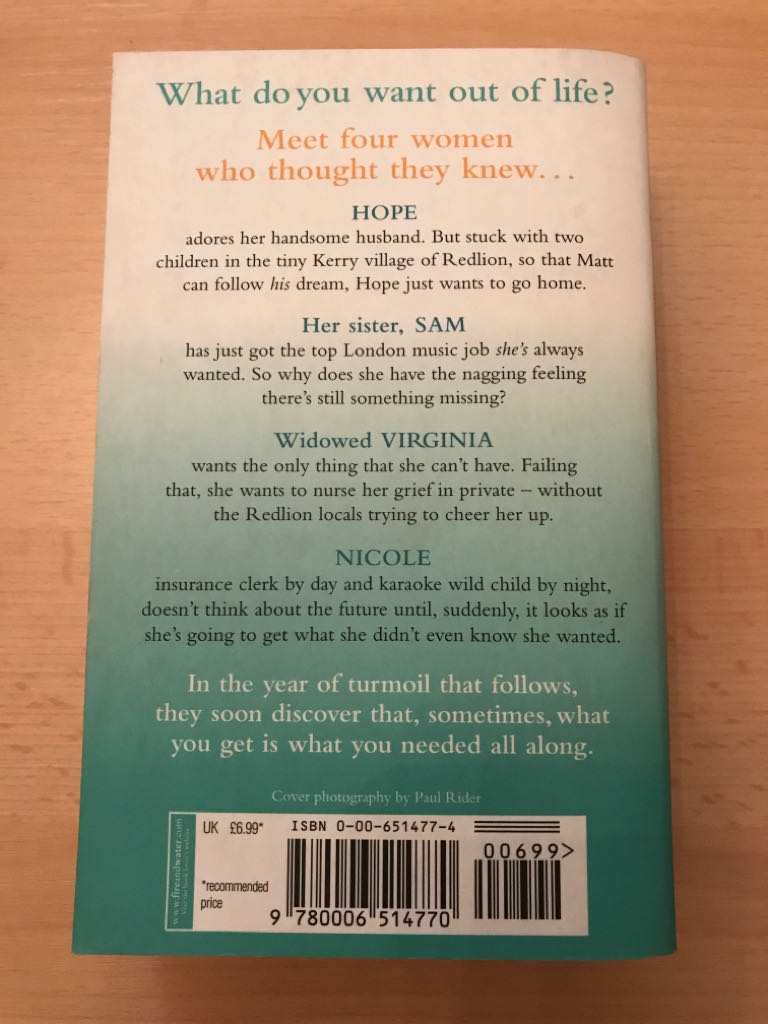 What do you want out of life?
Meet four women
who thought they knew...
HOPE
adores her handsome husband. But stuck with two
children in the tiny Kerry village of Redlion, so that Matt
can follow his dream, Hope just wants to go home.
Her sister, SAM
has just got the top London music job she's always
wanted. So why does she have the nagging feeling
there's still something missing?
Widowed VIRGINIA
wants the only thing that she can't have. Failing
that, she wants to nurse her grief in private – without
the Redlion locals trying to cheer her up.
NICOLE
insurance clerk by day and karaoke wild child by night,
doesn't think about the future until, suddenly, it looks as if
she's going to get what she didn't even know she wanted.
In the year of turmoil that follows,
they soon discover that, sometimes, what
you get is what you needed all along.
Cover photography by Paul Rider
www.fireandwater.com
Visit the book lover's website
UK £6.99*
*recommended
price
ISBN 0-00-651477-4
00699>
9 780006 514770